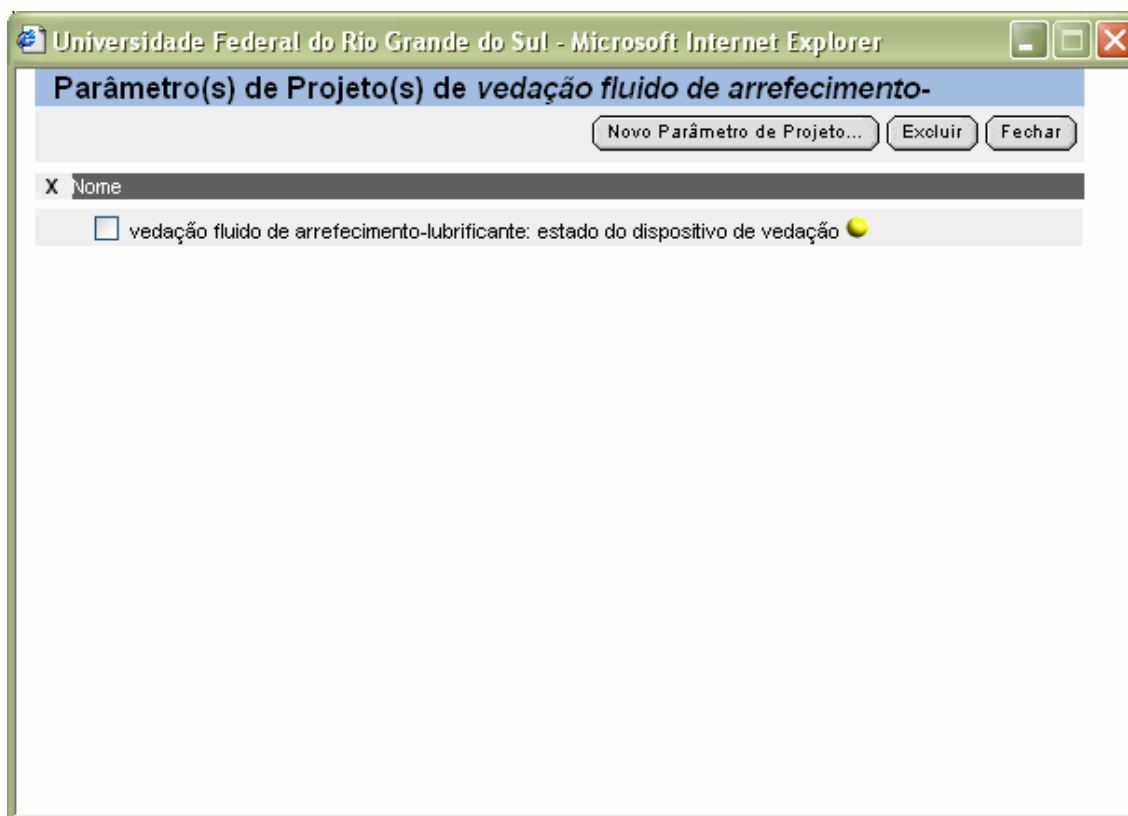 Universidade Federal do Rio Grande do Sul - Microsoft Internet Explorer
Parâmetro(s) de Projeto(s) de vedação fluido de arrefecimento-
Novo Parâmetro de Projeto... Excluir Fechar
X Nome
vedação fluido de arrefecimento-lubrificante: estado do dispositivo de vedação